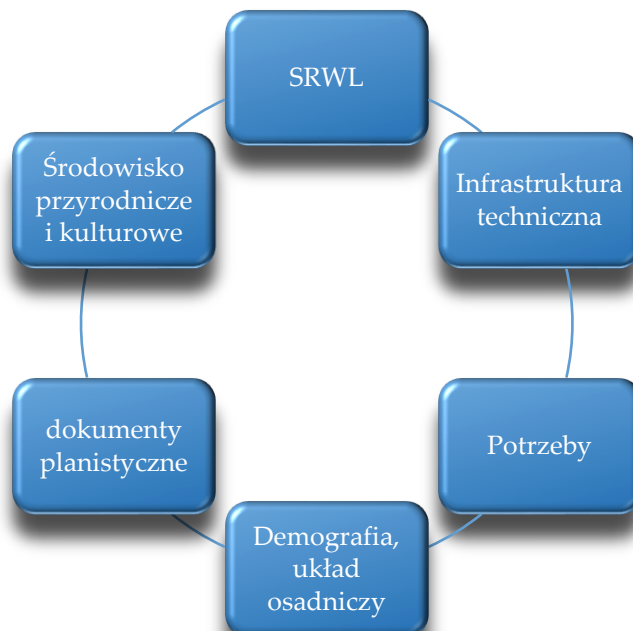 SRWL
Infrastruktura
techniczna
Potrzeby
Demografia,
układ
osadniczy
dokumenty
planistyczne
Środowisko
przyrodnicze
i kulturowe